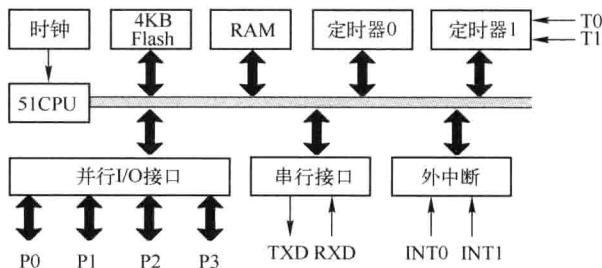 时钟
4KB
Flash
RAM
定时器0
定时器1
T0
T1
51CPU
并行I/O接口
串行接口
外中断
P0 P1 P2 P3
TXD RXD
INT0 INT1